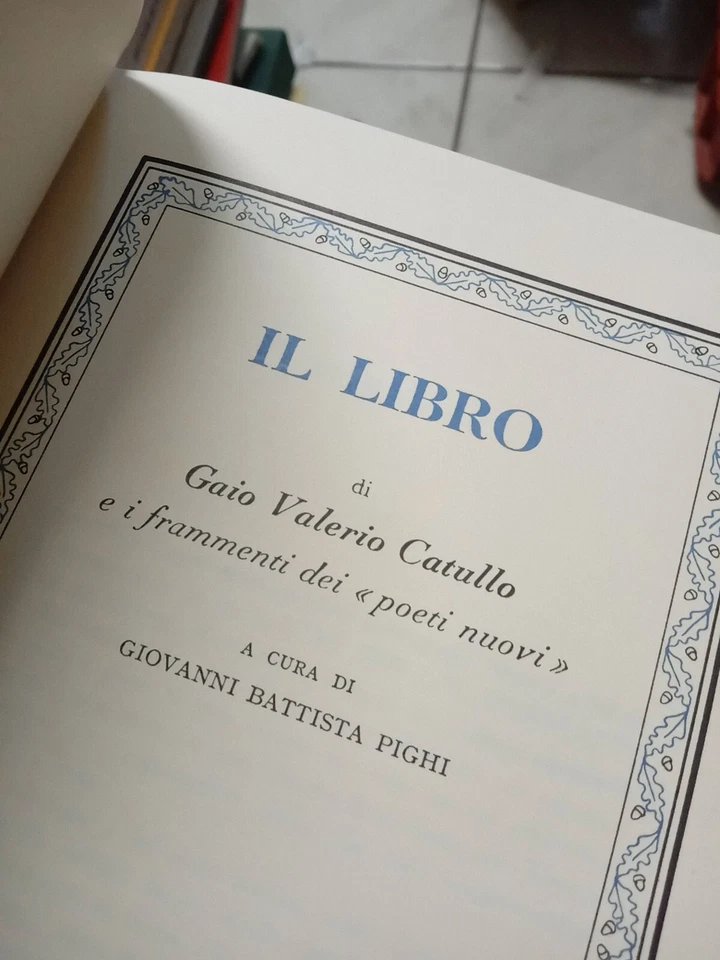 IL LIBRO
di
Gaio Valerio Catullo
e i frammenti dei « poeti nuovi »
A CURA DI
GIOVANNI BATTISTA PIGHI